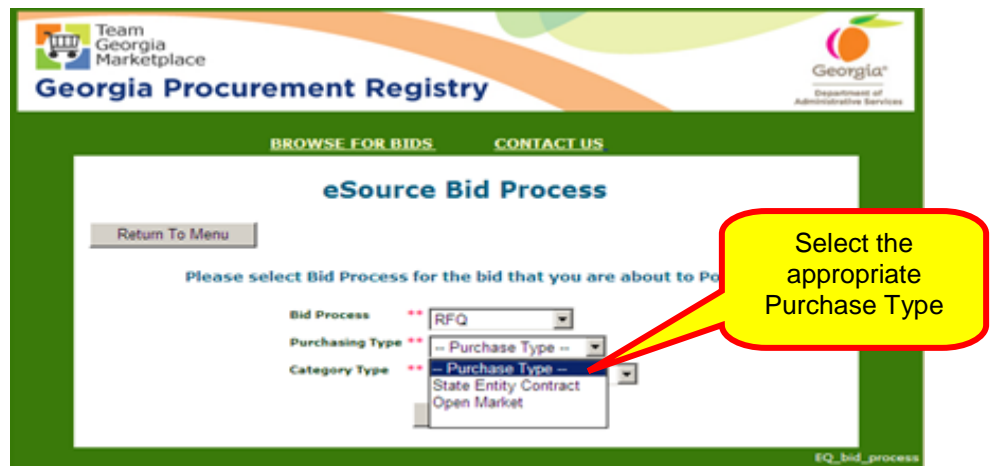 Team
Georgia
Marketplace
Georgia Procurement Registry
Georgia®
Department of
Administrative Services
BROWSE FOR BIDS
CONTACT US
eSource Bid Process
Return To Menu
Please select Bid Process for the bid that you are about to Po
Select the
appropriate
Purchase Type
Bid Process ** RFQ
Purchasing Type ** -- Purchase Type --
Category Type **
-- Purchase Type --
State Entity Contract
Open Market
EQ_bid_process